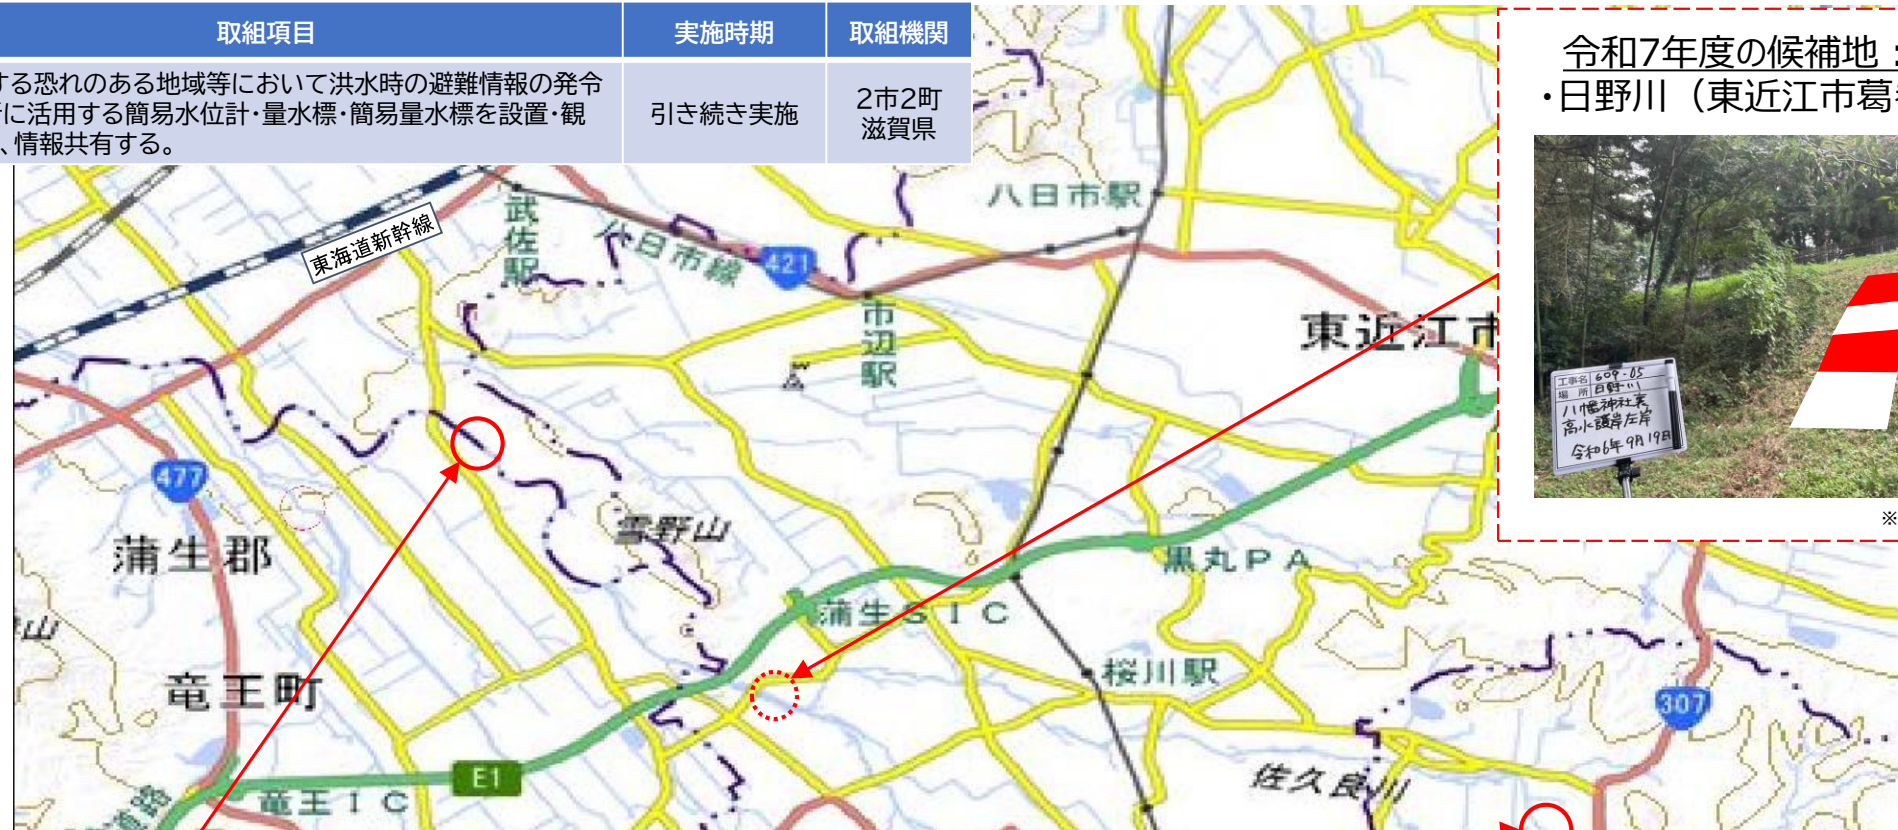 取組項目
実施時期
取組機関
する恐れのある地域等において洪水時の避難情報の発令
に活用する簡易水位計・量水標・簡易量水標を設置・観
、情報共有する。
引き続き実施
2市2町
滋賀県
令和7年度の候補地
・日野川（東近江市葛
工事名 609-05
場所 日野川
八幡神社裏
高水護岸左岸
令和6年9月19日
※
東海道新幹線
武佐駅
八日市線
421
八日市駅
市辺駅
東近江市
477
蒲生郡
雪野山
黒丸PA
蒲生SIC
山
竜王町
桜川駅
307
E1
竜王IC
佐久良川
道路